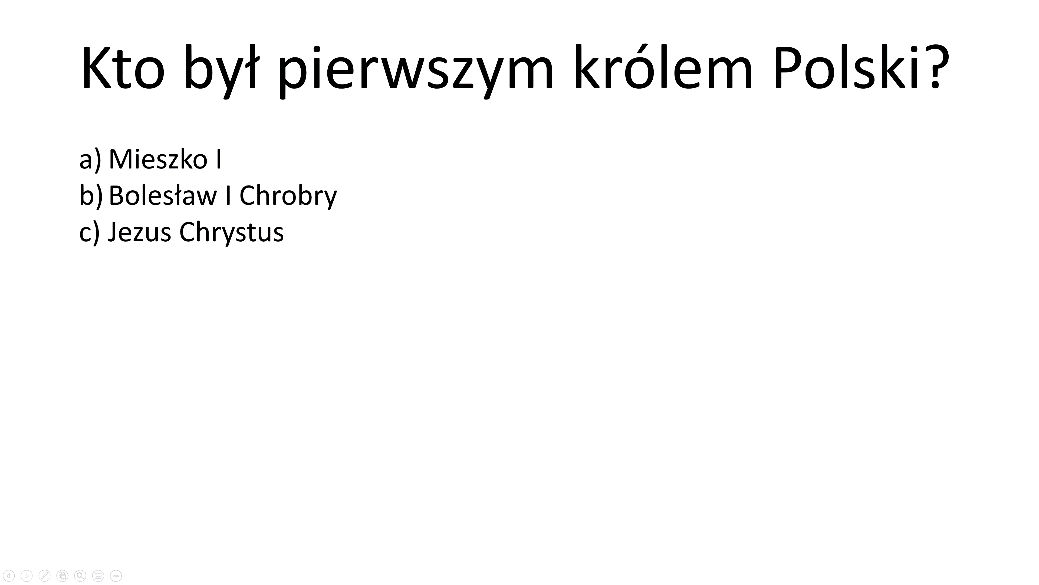 Kto był pierwszym królem Polski?
a) Mieszko I
b) Bolesław I Chrobry
c) Jezus Chrystus